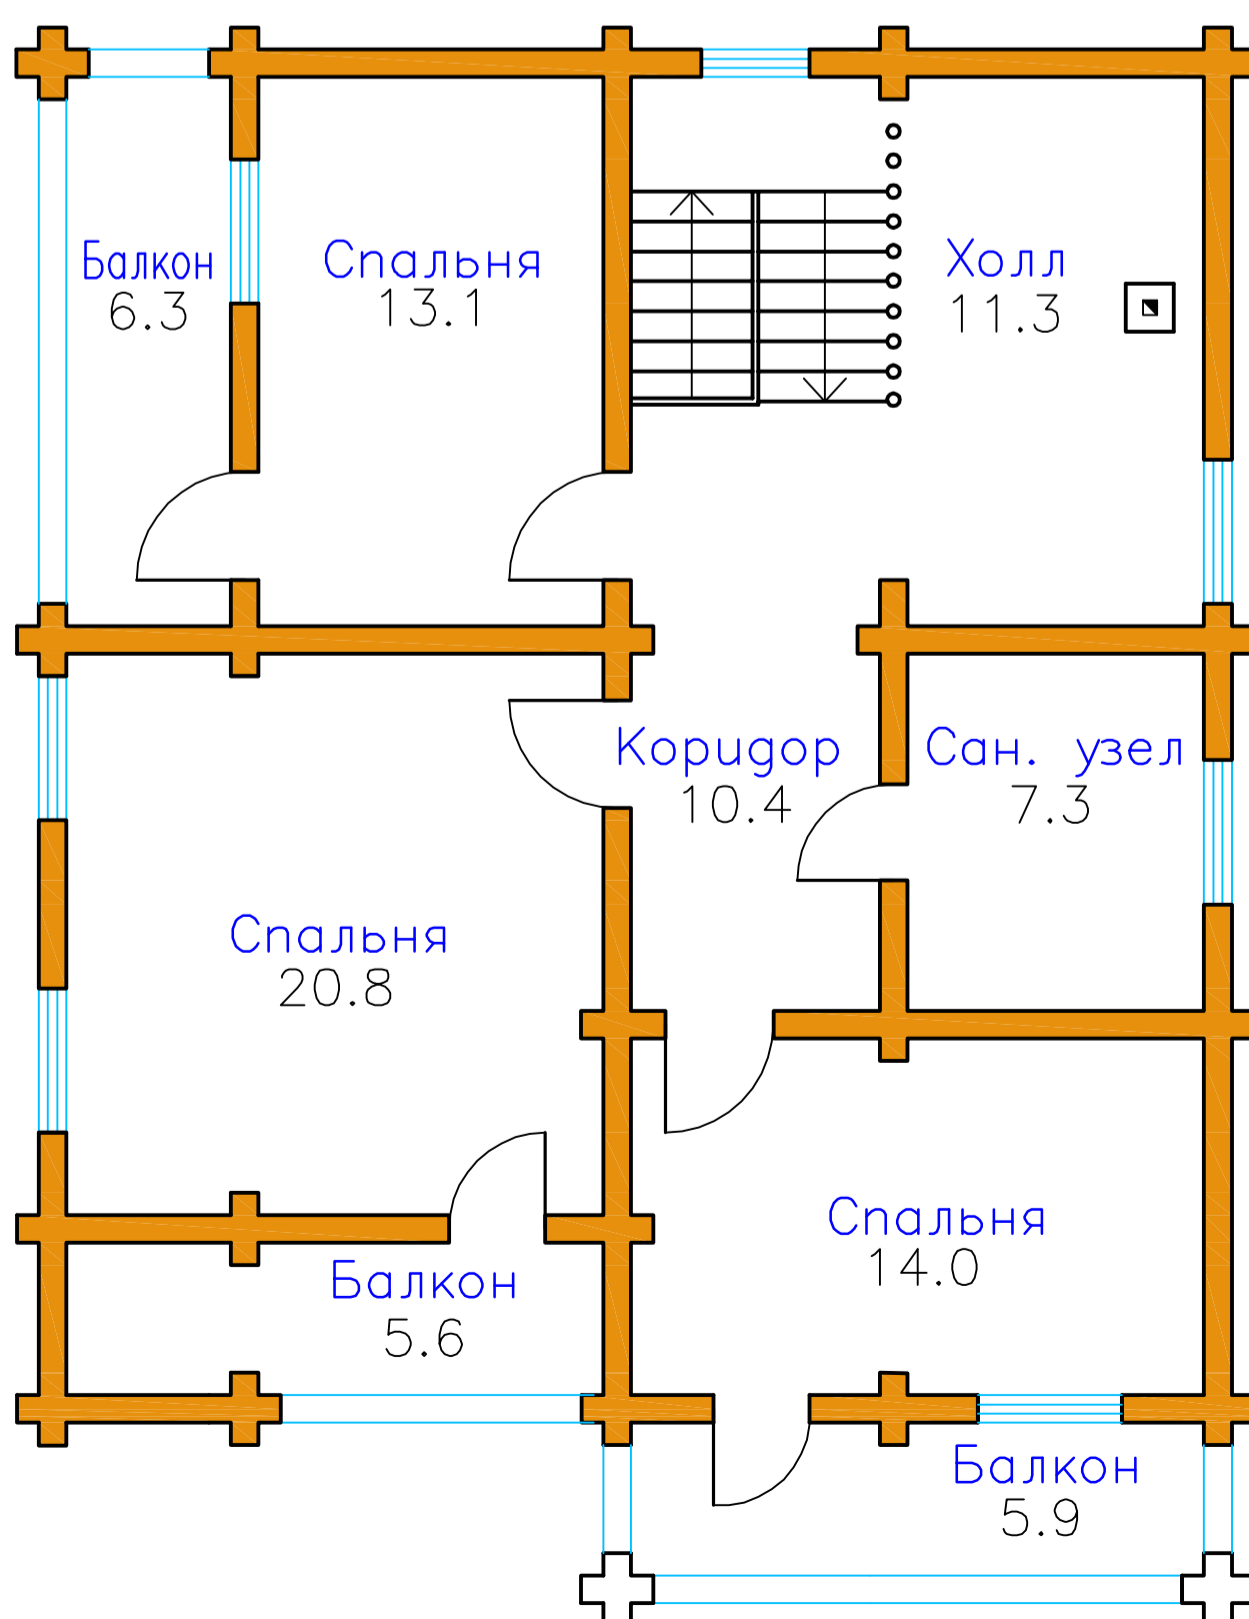 Балкон
6.3
Спальня
13.1
Холл
11.3
Коридор
10.4
Сан. узел
7.3
Спальня
20.8
Спальня
14.0
Балкон
5.6
Балкон
5.9